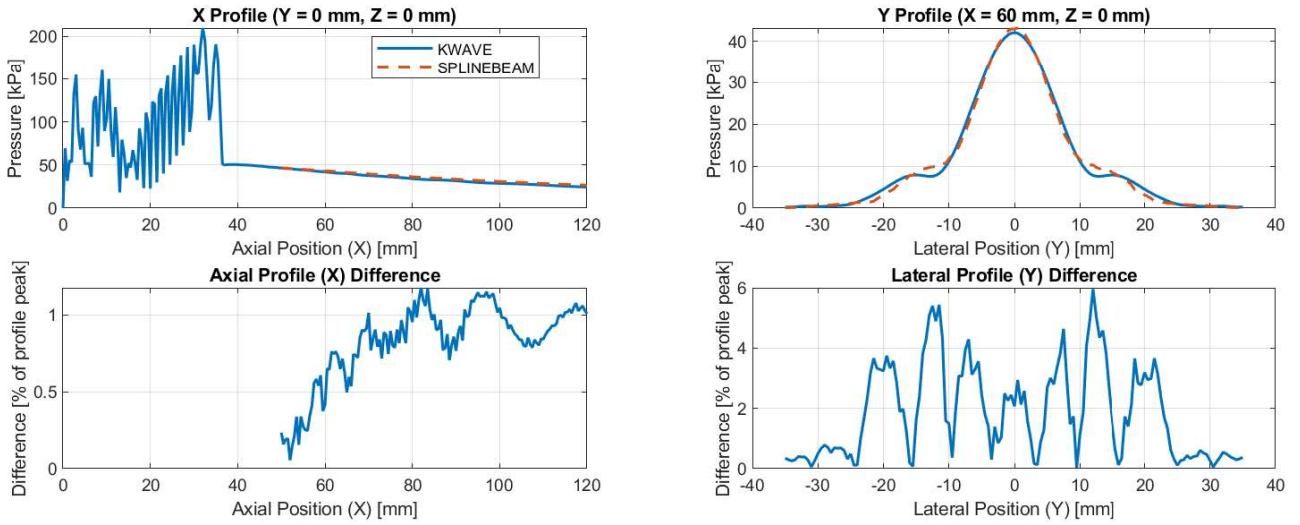 X Profile (Y = 0 mm, Z = 0 mm)
Pressure [kPa]
200
150
100
50
0
KWAVE
SPLINEBEAM
0 20 40 60 80 100 120
Axial Position (X) [mm]
Y Profile (X = 60 mm, Z = 0 mm)
Pressure [kPa]
40
30
20
10
0
-40 -30 -20 -10 0 10 20 30 40
Lateral Position (Y) [mm]
Axial Profile (X) Difference
Difference [% of profile peak]
1
0.5
0
0 20 40 60 80 100 120
Axial Position (X) [mm]
Lateral Profile (Y) Difference
Difference [% of profile peak]
6
4
2
0
-40 -30 -20 -10 0 10 20 30 40
Lateral Position (Y) [mm]